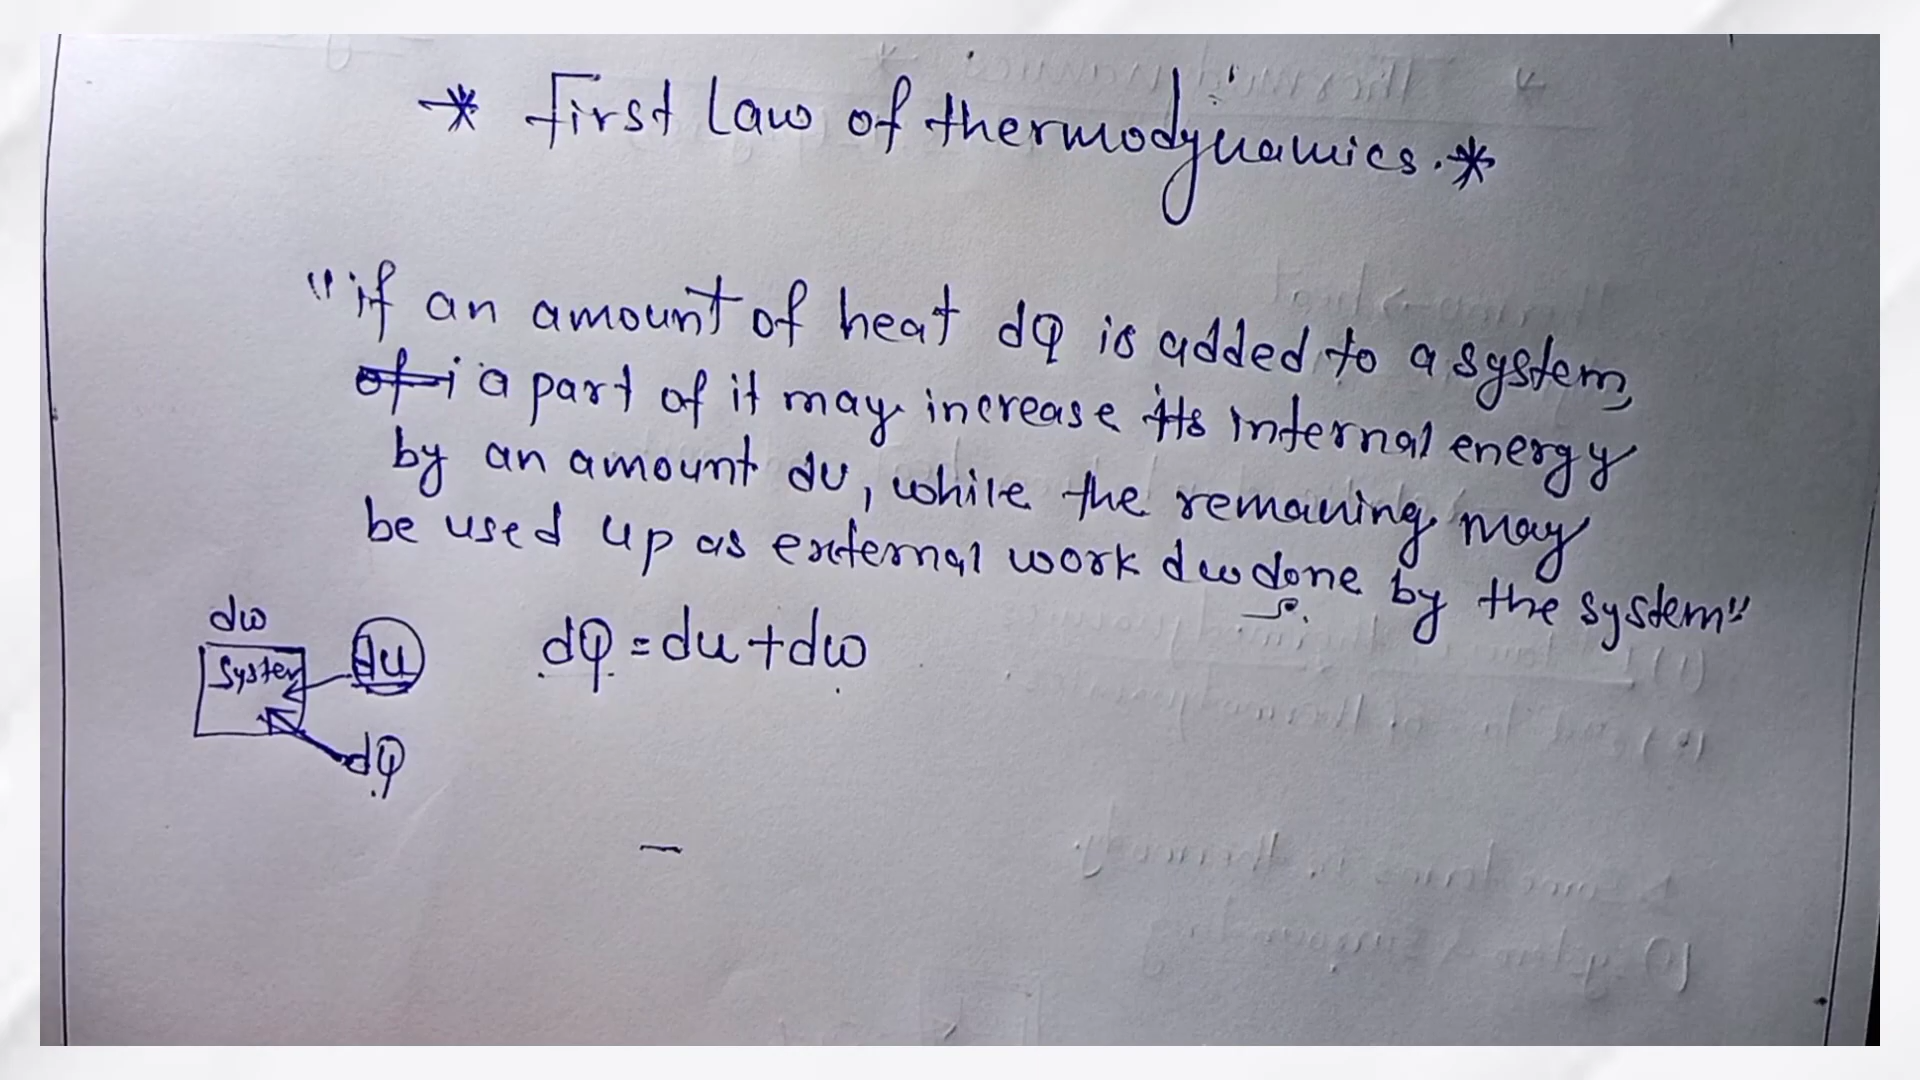 * First Law of thermodynamics. *
"if an amount of heat dQ is added to a system,
a part of it may increase its internal energy
by an amount du, while the remaning may
be used up as external work dw done by the system"
so.
dw
System
du
dQ
dQ = du + dw